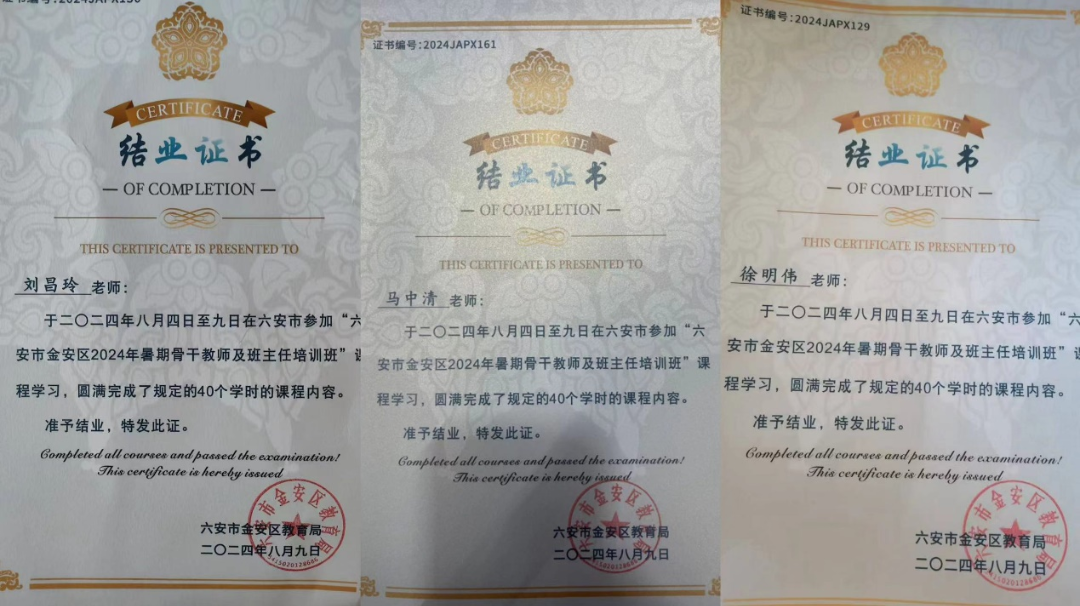 证书编号:2024JAPX150
CERTIFICATE
结业证书
OF COMPLETION
THIS CERTIFICATE IS PRESENTED TO
刘昌玲 老师:
于二〇二四年八月四日至九日在六安市参加“六
安市金安区2024年暑期骨干教师及班主任培训班”课
程学习，圆满完成了规定的40个学时的课程内容。
准予结业，特发此证。
Completed all courses and passed the examination!
This certificate is hereby issued
六安市金安区教育局
二〇二四年八月九日
证书编号:2024JAPX161
CERTIFICATE
结业证书
OF COMPLETION
THIS CERTIFICATE IS PRESENTED TO
马中清 老师:
于二〇二四年八月四日至九日在六安市参加“六
安市金安区2024年暑期骨干教师及班主任培训班”课
程学习，圆满完成了规定的40个学时的课程内容。
准予结业，特发此证。
Completed all courses and passed the examination!
This certificate is hereby issued
六安市金安区教育局
二〇二四年八月九日
证书编号:2024JAPX129
CERTIFICATE
结业证书
OF COMPLETION
THIS CERTIFICATE IS PRESENTED TO
徐明伟 老师:
于二〇二四年八月四日至九日在六安市参加“六
安市金安区2024年暑期骨干教师及班主任培训班”课
程学习，圆满完成了规定的40个学时的课程内容。
准予结业，特发此证。
Completed all courses and passed the examination!
This certificate is hereby issued
六安市金安区教育局
二〇二四年八月九日